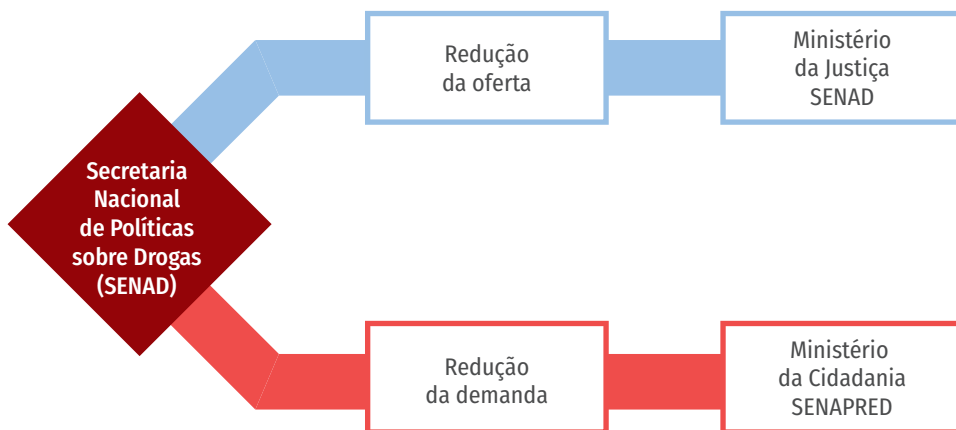 Secretaria
Nacional
de Políticas
sobre Drogas
(SENAD)
Redução
da oferta
Ministério
da Justiça
SENAD
Redução
da demanda
Ministério
da Cidadania
SENAPRED